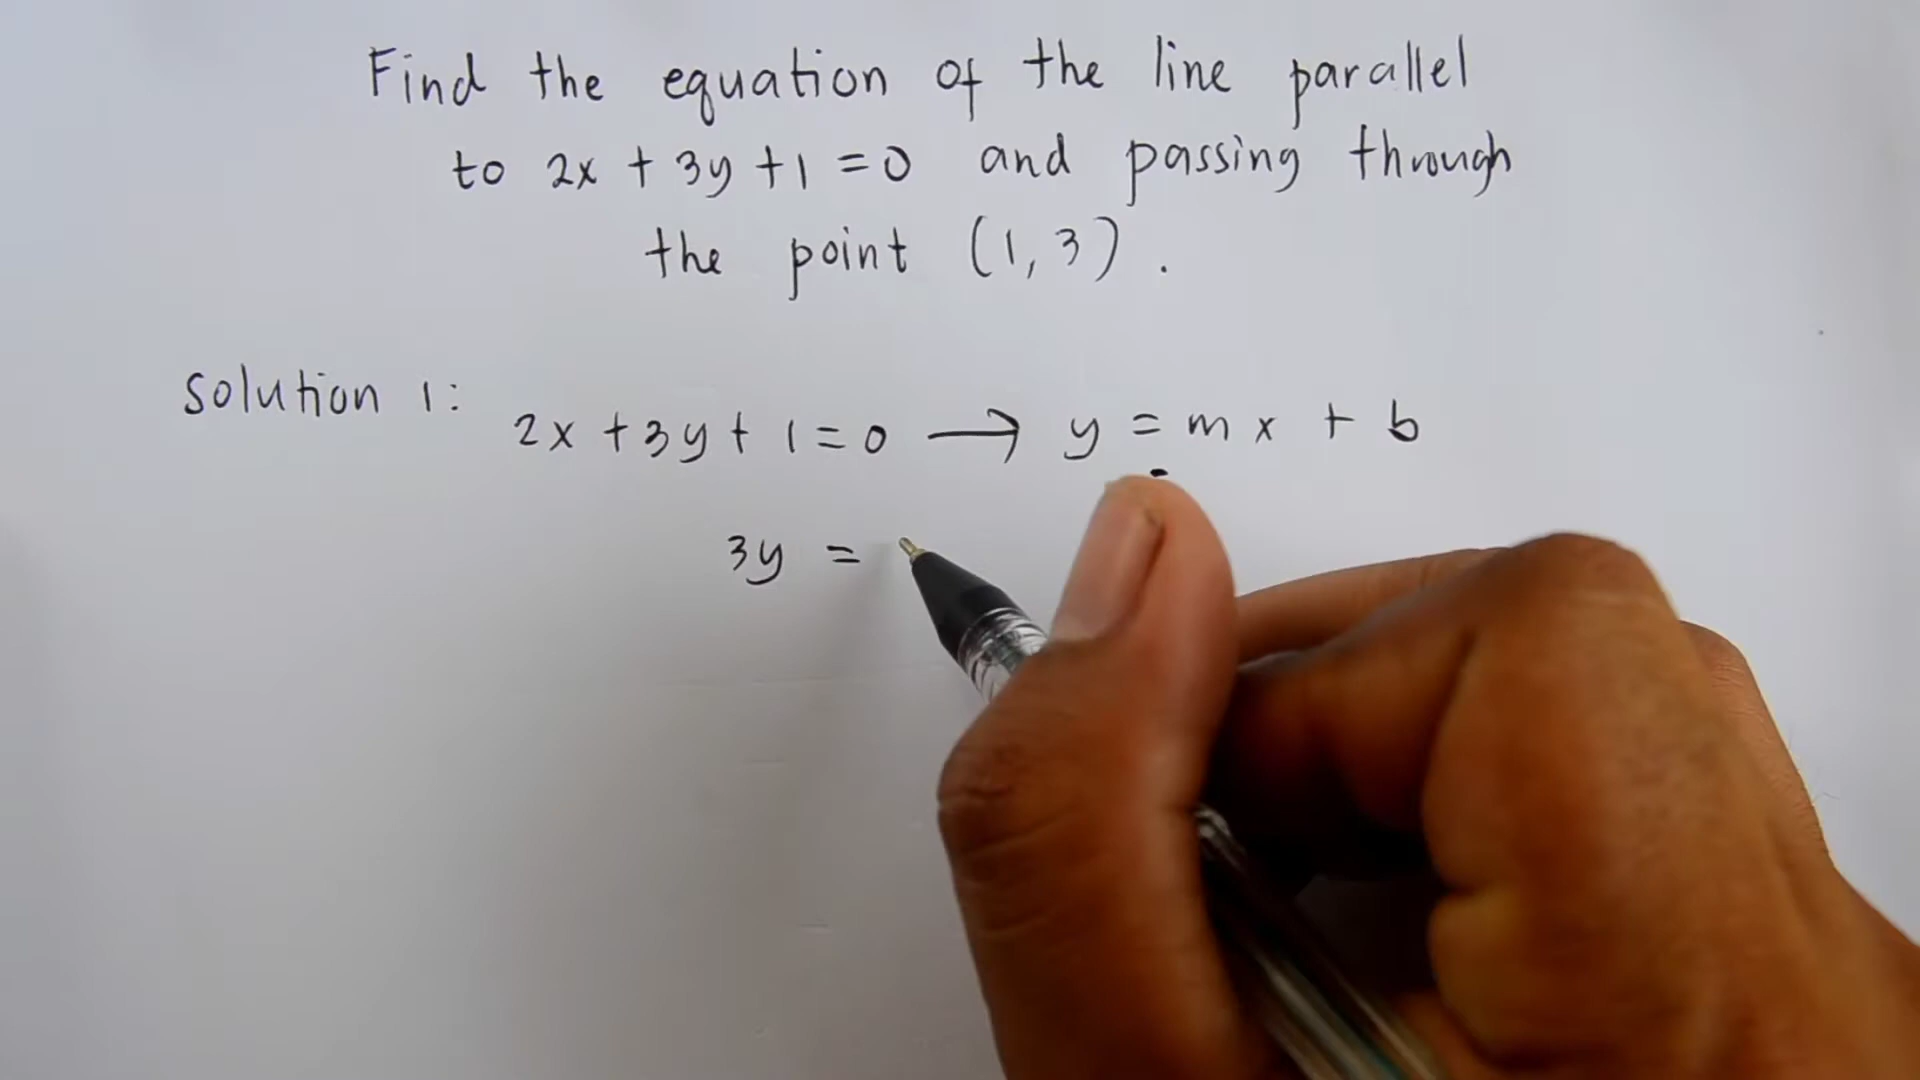 Find the equation of the line parallel
to 2x + 3y + 1 = 0 and passing through
the point (1, 3).
Solution 1:
2x + 3y + 1 = 0 → y = mx + b
3y =